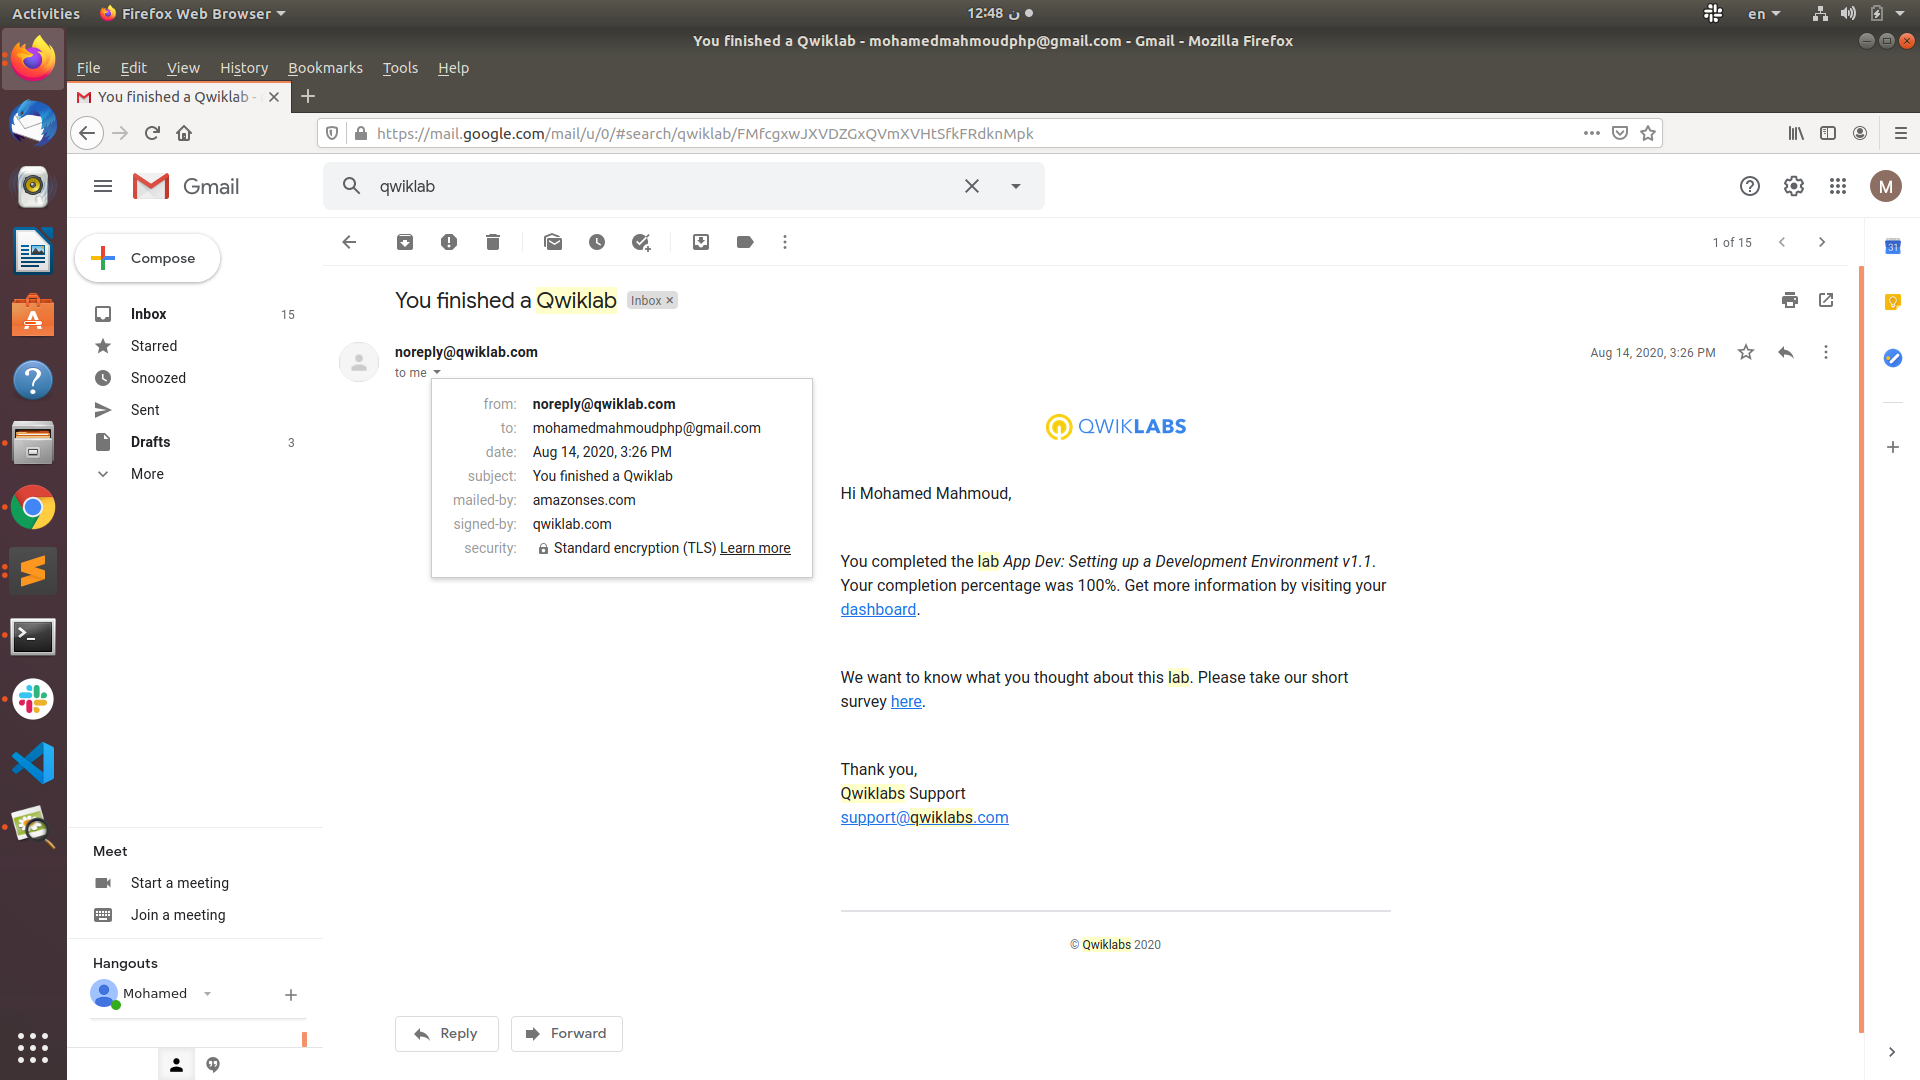 Activities
Firefox Web Browser
12:48 ن
en
You finished a Qwiklab - mohamedmahmoudphp@gmail.com - Gmail - Mozilla Firefox
File Edit View History Bookmarks Tools Help
You finished a Qwiklab -
https://mail.google.com/mail/u/0/#search/qwiklab/FMfcgxwJXVDZGxQVmXVHtSfkFRdknMpk
Gmail
qwiklab
M
Compose
1 of 15
31
Inbox 15
Starred
Snoozed
Sent
Drafts 3
More
You finished a Qwiklab
Inbox
noreply@qwiklab.com
Aug 14, 2020, 3:26 PM
to me
from: noreply@qwiklab.com
to: mohamedmahmoudphp@gmail.com
date: Aug 14, 2020, 3:26 PM
subject: You finished a Qwiklab
mailed-by: amazonses.com
signed-by: qwiklab.com
security: Standard encryption (TLS) Learn more
QWIKLABS
Hi Mohamed Mahmoud,
You completed the lab App Dev: Setting up a Development Environment v1.1.
Your completion percentage was 100%. Get more information by visiting your
dashboard.
We want to know what you thought about this lab. Please take our short
survey here.
Thank you,
Qwiklabs Support
support@qwiklabs.com
© Qwiklabs 2020
Meet
Start a meeting
Join a meeting
Hangouts
Mohamed
Reply
Forward